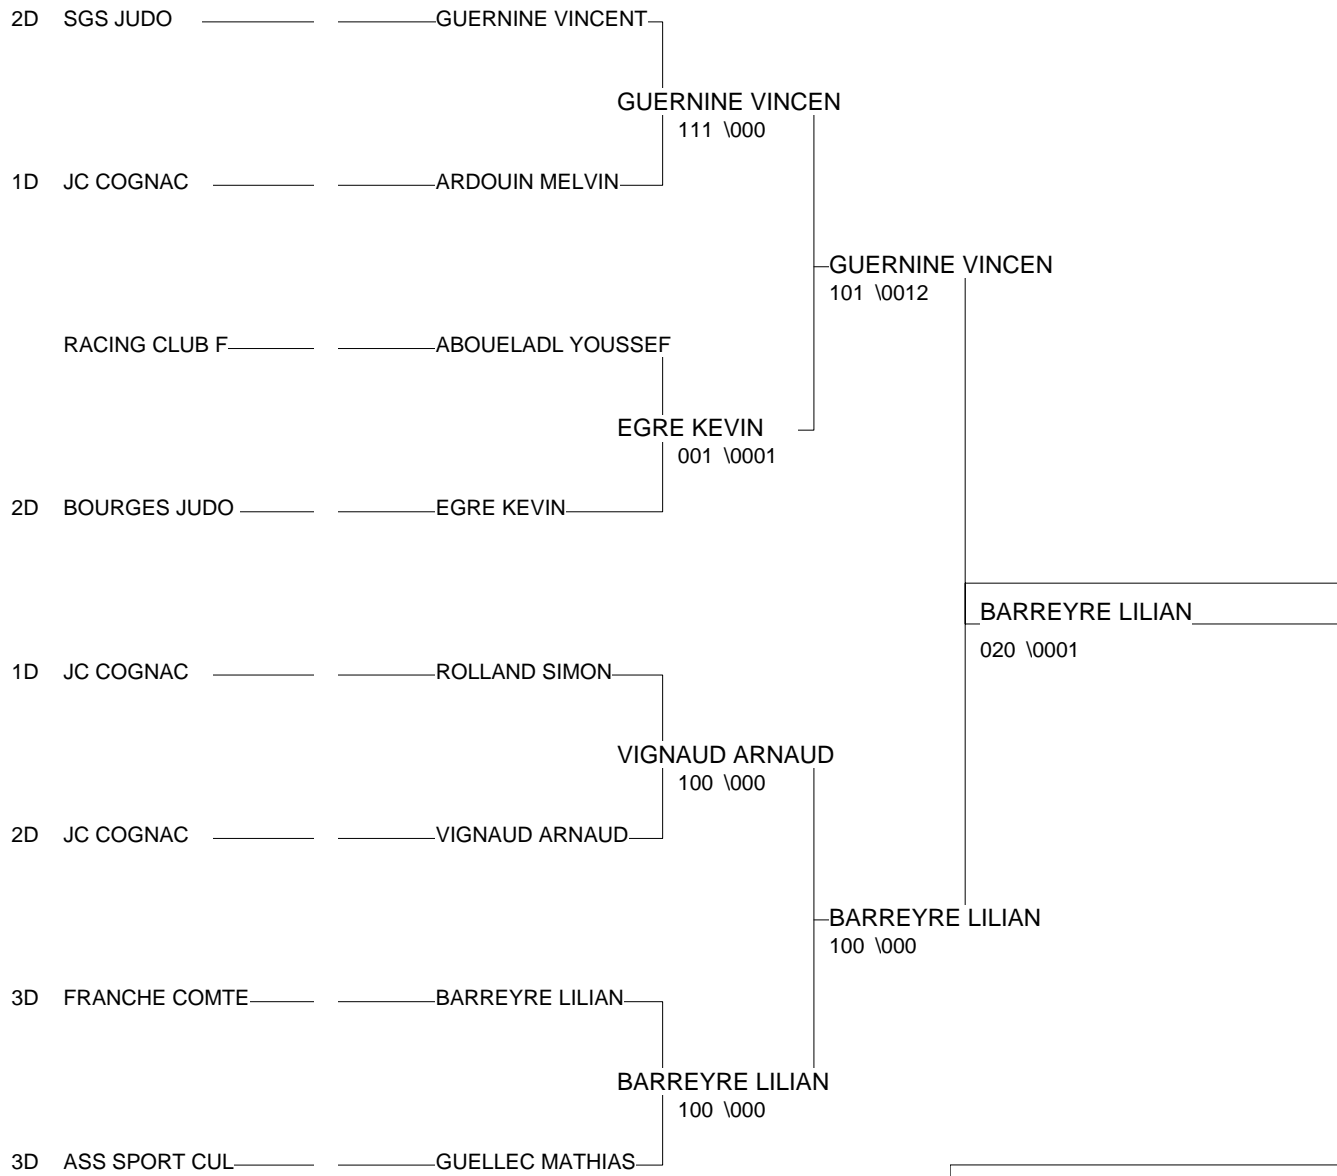 2D SGS JUDO GUERNINE VINCENT
GUERNINE VINCEN
111 \000
1D JC COGNAC ARDOUIN MELVIN
GUERNINE VINCEN
101 \0012
RACING CLUB F ABOUELADL YOUSSEF
EGRE KEVIN
001 \0001
2D BOURGES JUDO EGRE KEVIN
BARREYRE LILIAN
020 \0001
1D JC COGNAC ROLLAND SIMON
VIGNAUD ARNAUD
100 \000
2D JC COGNAC VIGNAUD ARNAUD
BARREYRE LILIAN
100 \000
3D FRANCHE COMTE BARREYRE LILIAN
BARREYRE LILIAN
100 \000
3D ASS SPORT CUL GUELLEC MATHIAS